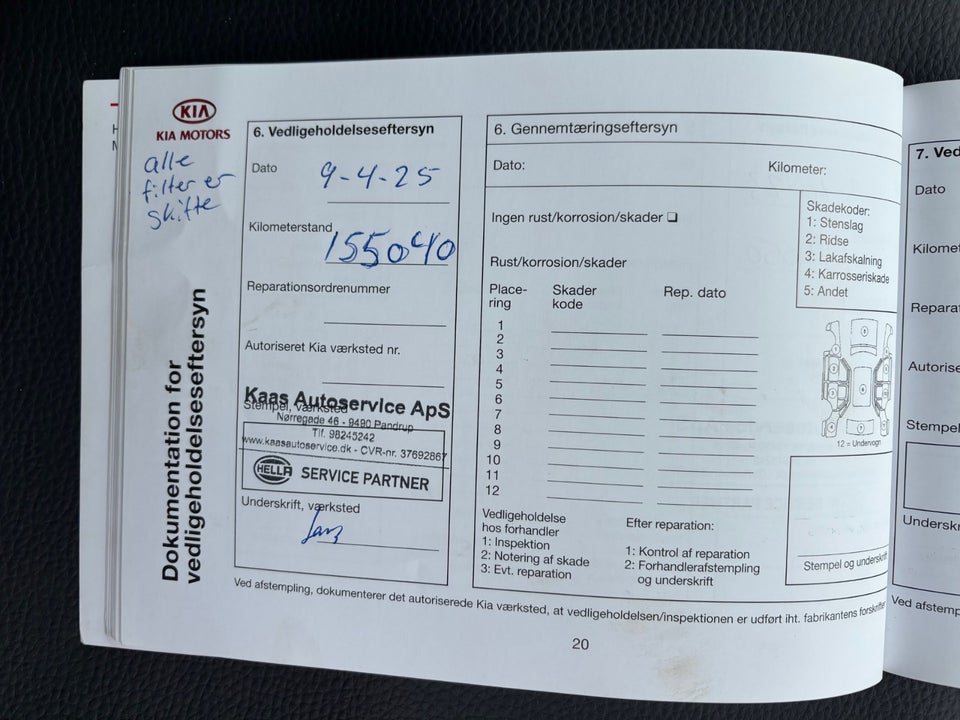 KIA
KIA MOTORS
alle
filter er
skifte
Dokumentation for
vedligeholdelseseftersyn
6. Vedligeholdelseseftersyn
Dato
9-4-25
Kilometerstand
155040
Reparationsordrenummer
Autoriseret Kia værksted nr.
Kaas Autoservice ApS
Stempel, værksted
Nørregade 46 - 9490 Pandrup
Tlf. 98245242
www.kaasautoservice.dk - CVR-nr. 37692867
HELLA SERVICE PARTNER
Underskrift, værksted
6. Gennemtæringseftersyn
Dato:
Kilometer:
Ingen rust/korrosion/skader
Skadekoder:
1: Stenslag
2: Ridse
3: Lakafskalning
4: Karrosseriskade
5: Andet
Rust/korrosion/skader
Place-
ring
Skader
kode
Rep. dato
1
2
3
4
5
6
7
8
9
10
11
12
12 = Undervogn
Vedligeholdelse
hos forhandler
1: Inspektion
2: Notering af skade
3: Evt. reparation
Efter reparation:
1: Kontrol af reparation
2: Forhandlerafstempling
og underskrift
Stempel og underskrift
Ved afstempling, dokumenterer det autoriserede Kia værksted, at vedligeholdelsen/inspektionen er udført iht. fabrikantens forskrifter
20
7. Ved
Dato
Kilomet
Reparat
Autorise
Stempel
Underskr
Ved afstemp